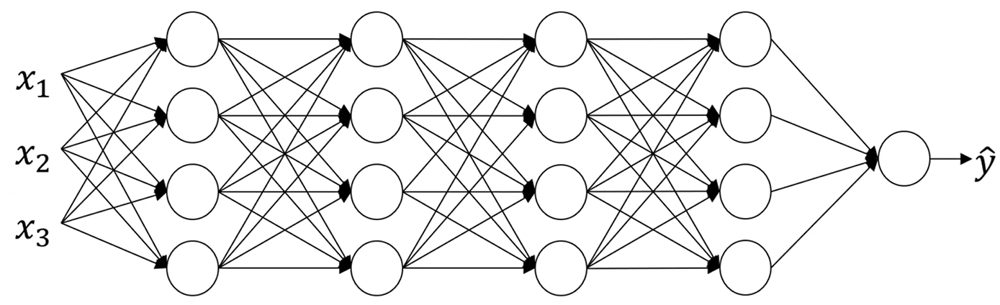 x₁
x₂
x₃
ŷ